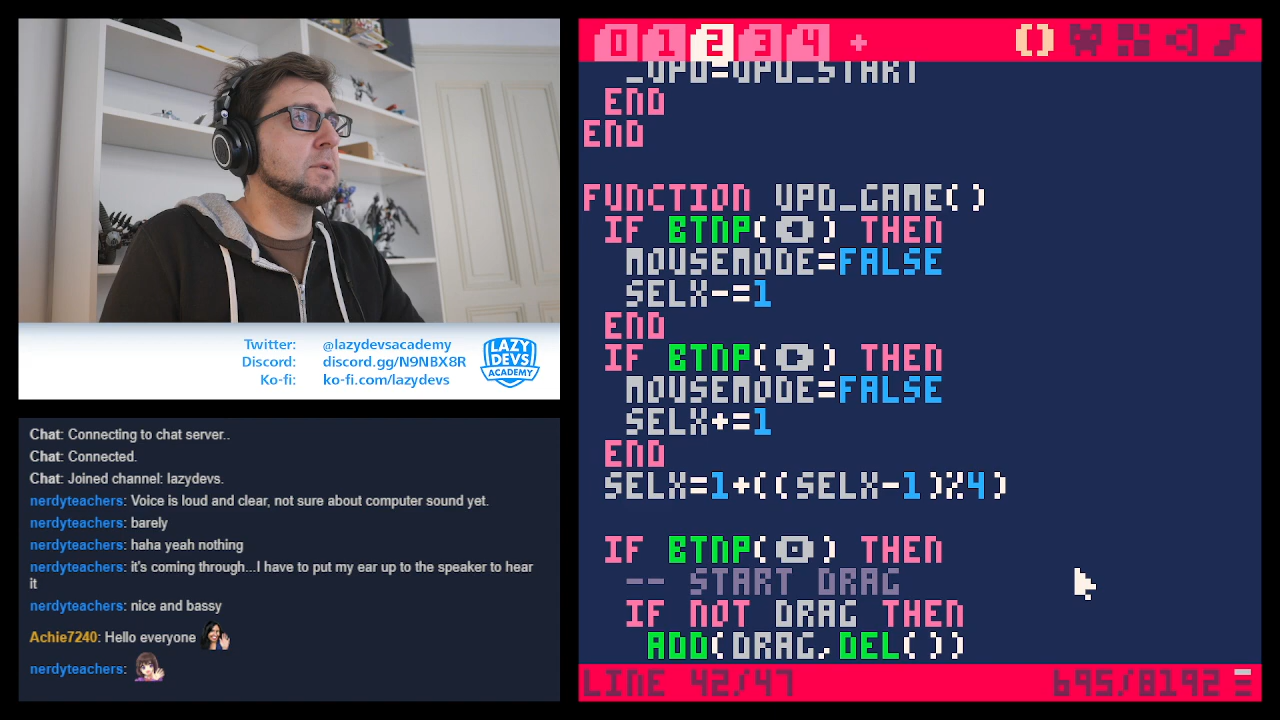 Twitter: @lazydevsacademy
Discord: discord.gg/N9NBX8R
Ko-fi: ko-fi.com/lazydevs
LAZY
DEVS
ACADEMY
Chat: Connecting to chat server..
Chat: Connected.
Chat: Joined channel: lazydevs.
nerdyteachers: Voice is loud and clear, not sure about computer sound yet.
nerdyteachers: barely
nerdyteachers: haha yeah nothing
nerdyteachers: it's coming through...I have to put my ear up to the speaker to hear
it
nerdyteachers: nice and bassy
Achie7240: Hello everyone
nerdyteachers:
0 1 2 3 4 + ()
_UPD=UPD_START
END
END
FUNCTION UPD_GAME()
IF BTNP(⬅️) THEN
MOUSEMODE=FALSE
SELX-=1
END
IF BTNP(➡️) THEN
MOUSEMODE=FALSE
SELX+=1
END
SELX=1+((SELX-1)%4)
IF BTNP(🅾️) THEN
-- START DRAG
IF NOT DRAG THEN
ADD(DRAG,DEL())
LINE 42/47 695/8192